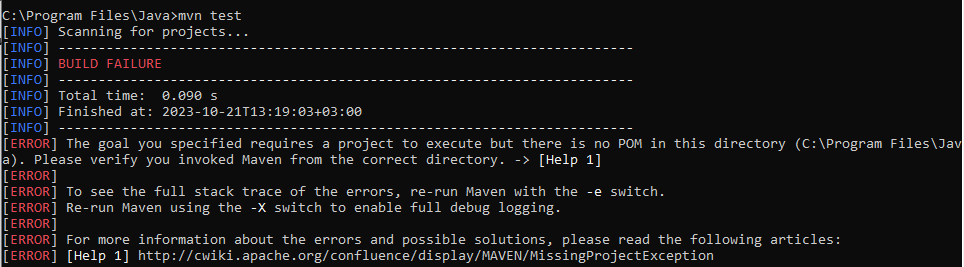 C:\Program Files\Java>mvn test
[INFO] Scanning for projects...
[INFO] ------------------------------------------------------------------------
[INFO] BUILD FAILURE
[INFO] ------------------------------------------------------------------------
[INFO] Total time:  0.090 s
[INFO] Finished at: 2023-10-21T13:19:03+03:00
[INFO] ------------------------------------------------------------------------
[ERROR] The goal you specified requires a project to execute but there is no POM in this directory (C:\Program Files\Jav
a). Please verify you invoked Maven from the correct directory. -> [Help 1]
[ERROR]
[ERROR] To see the full stack trace of the errors, re-run Maven with the -e switch.
[ERROR] Re-run Maven using the -X switch to enable full debug logging.
[ERROR]
[ERROR] For more information about the errors and possible solutions, please read the following articles:
[ERROR] [Help 1] http://cwiki.apache.org/confluence/display/MAVEN/MissingProjectException